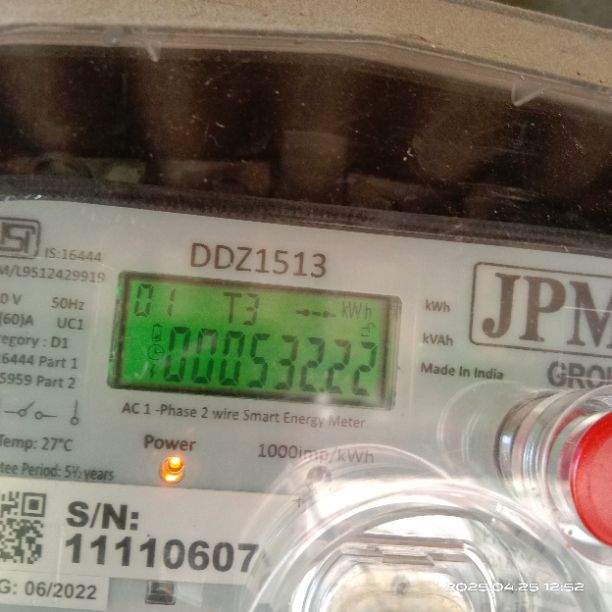 IS:16444
M/L9512429919
DDZ1513
0 V 50Hz
(60)A UC1
egory : D1
6444 Part 1
5959 Part 2
01 T3 kWh
kWh
kVAh
JPM
GROU
Made In India
AC 1 -Phase 2 wire Smart Energy Meter
Temp: 27°C
Power
1000imp/kWh
tee Period: 5½ years
S/N:
11110607
G: 06/2022
2025.04.25 12:52